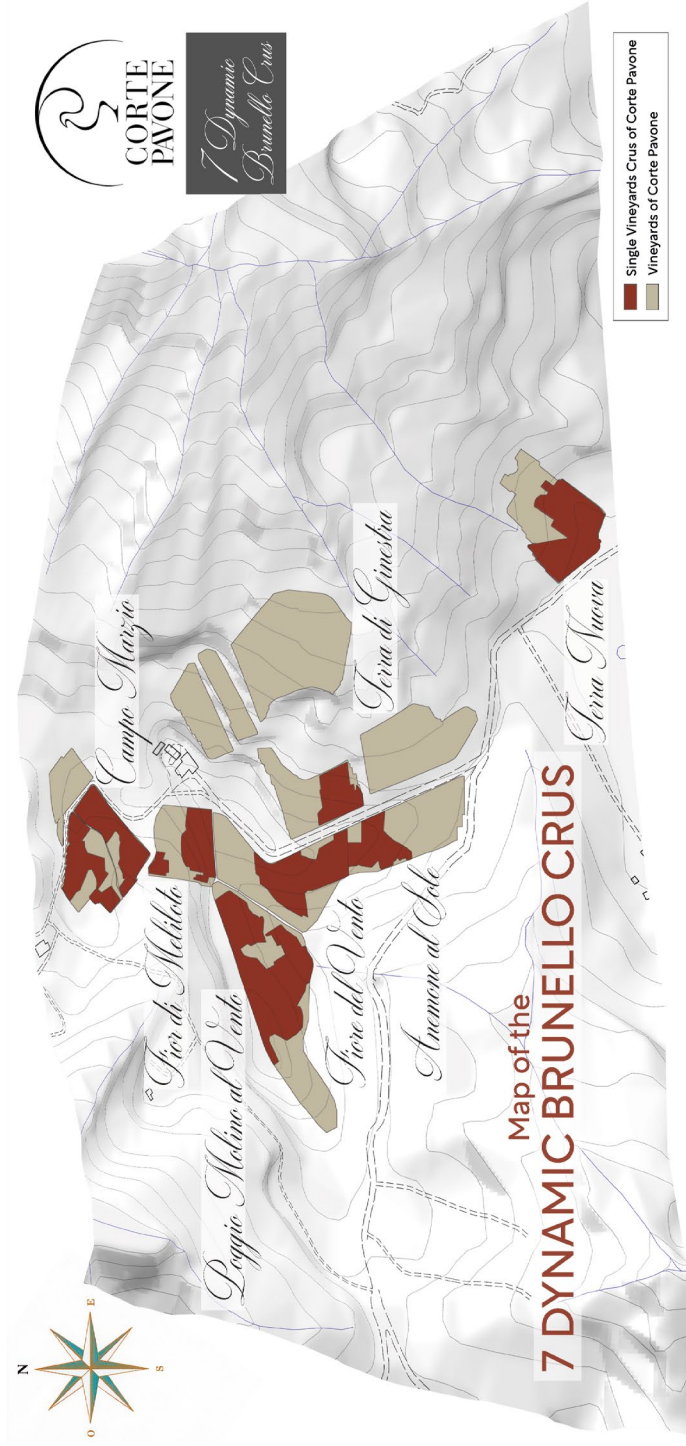 CORTE
PAVONE
7 Dynamic
Brunello Crus
N
E
S
O
Campo Marzio
Fior di Meliloto
Poggio Molino al Vento
Terra di Ginestra
Fiore del Vento
Anemone al Sole
Terra Nuova
Map of the
7 DYNAMIC BRUNELLO CRUS
Single Vineyards Crus of Corte Pavone
Vineyards of Corte Pavone